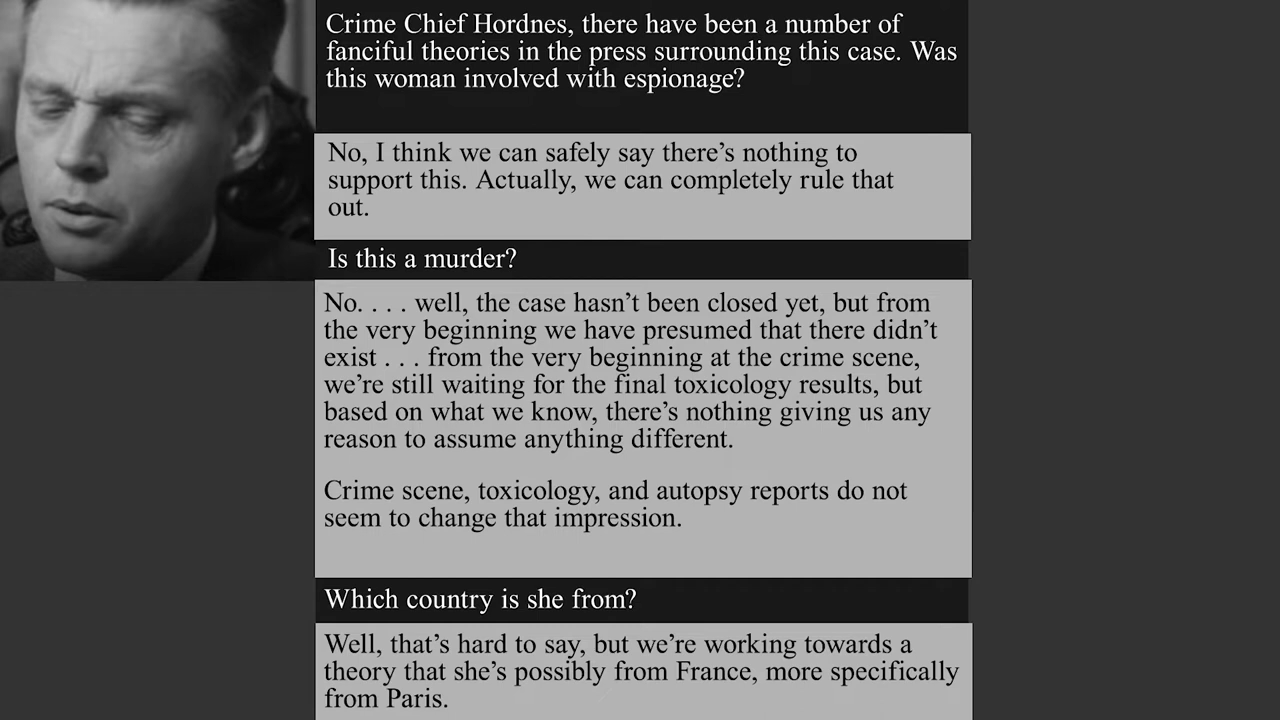 Crime Chief Hordnes, there have been a number of
fanciful theories in the press surrounding this case. Was
this woman involved with espionage?
No, I think we can safely say there’s nothing to
support this. Actually, we can completely rule that
out.
Is this a murder?
No. . . . well, the case hasn’t been closed yet, but from
the very beginning we have presumed that there didn’t
exist . . . from the very beginning at the crime scene,
we’re still waiting for the final toxicology results, but
based on what we know, there’s nothing giving us any
reason to assume anything different.
Crime scene, toxicology, and autopsy reports do not
seem to change that impression.
Which country is she from?
Well, that’s hard to say, but we’re working towards a
theory that she’s possibly from France, more specifically
from Paris.